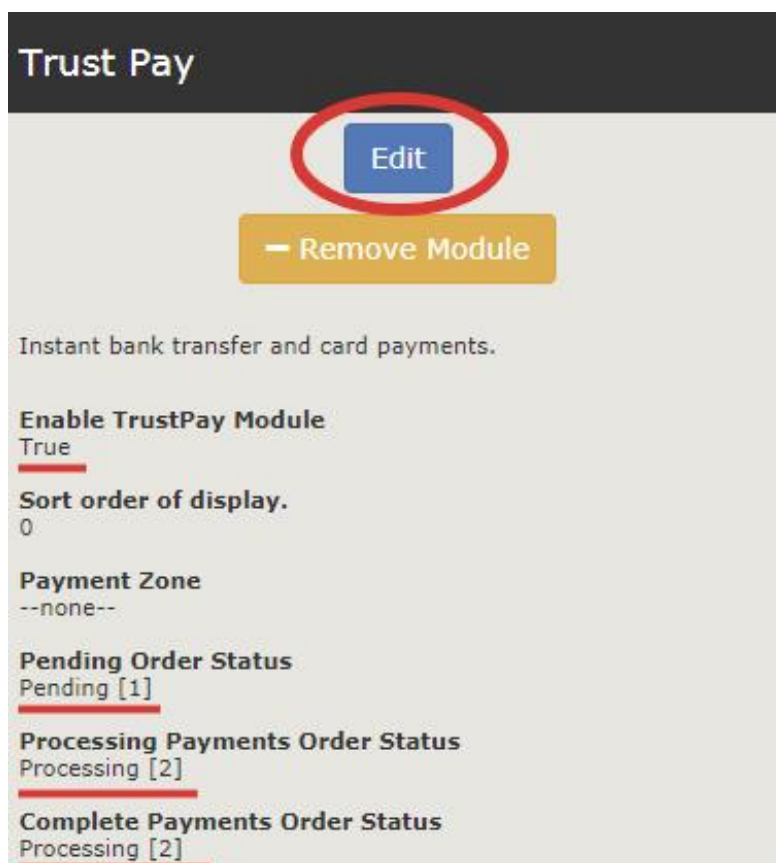 Trust Pay
Edit
Remove Module
Instant bank transfer and card payments.
Enable TrustPay Module
True
Sort order of display.
0
Payment Zone
--none--
Pending Order Status
Pending [1]
Processing Payments Order Status
Processing [2]
Complete Payments Order Status
Processing [2]